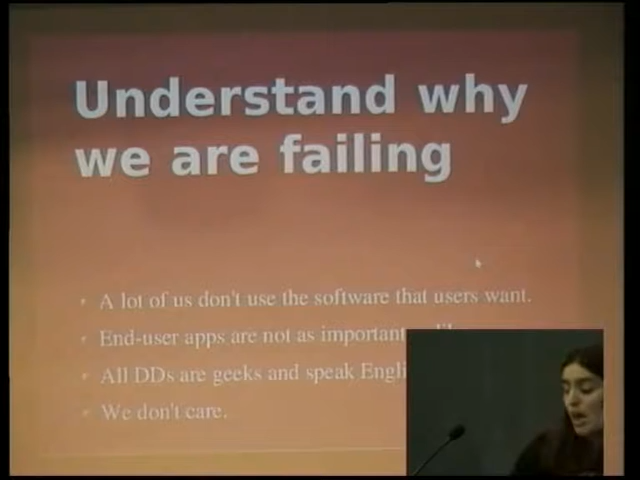 Understand why
we are failing
A lot of us don't use the software that users want.
End-user apps are not as important
All DDs are geeks and speak Engli
We don't care.